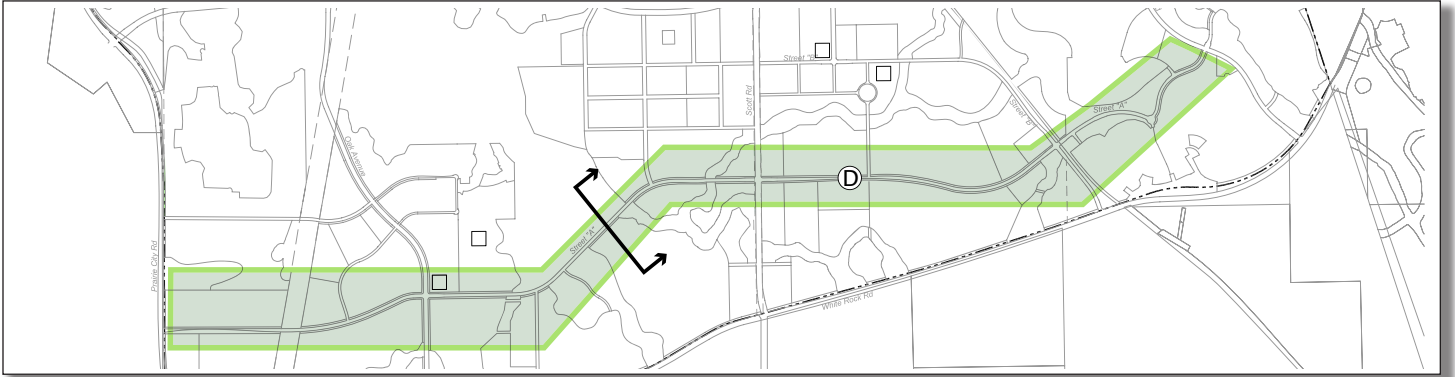 Street "B"
Scott Rd
Street "B"
Street "A"
Oak Avenue
D
Street "A"
Prairie City Rd
White Rock Rd